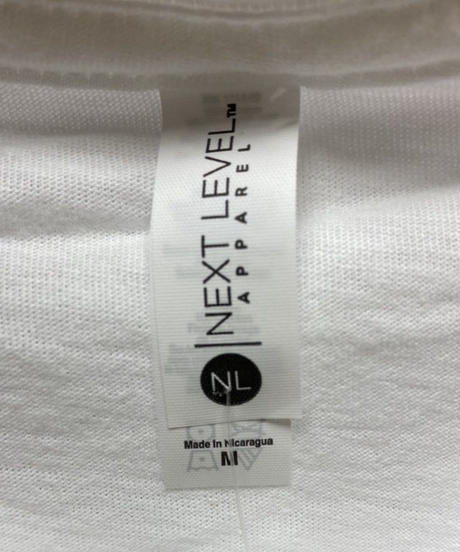 NEXT LEVEL™
APPAREL
NL
Made In Nicaragua
M